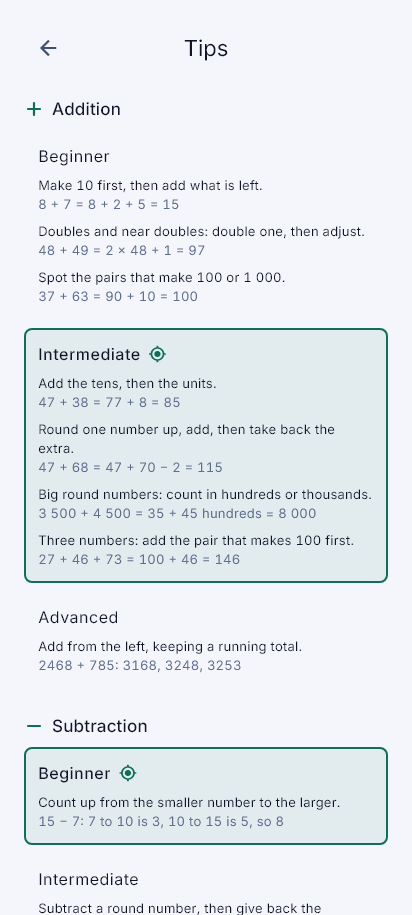 Tips
Addition
Beginner
Make 10 first, then add what is left.
8 + 7 = 8 + 2 + 5 = 15
Doubles and near doubles: double one, then adjust.
48 + 49 = 2 × 48 + 1 = 97
Spot the pairs that make 100 or 1 000.
37 + 63 = 90 + 10 = 100
Intermediate
Add the tens, then the units.
47 + 38 = 77 + 8 = 85
Round one number up, add, then take back the
extra.
47 + 68 = 47 + 70 − 2 = 115
Big round numbers: count in hundreds or thousands.
3 500 + 4 500 = 35 + 45 hundreds = 8 000
Three numbers: add the pair that makes 100 first.
27 + 46 + 73 = 100 + 46 = 146
Advanced
Add from the left, keeping a running total.
2468 + 785: 3168, 3248, 3253
Subtraction
Beginner
Count up from the smaller number to the larger.
15 − 7: 7 to 10 is 3, 10 to 15 is 5, so 8
Intermediate
Subtract a round number, then give back the